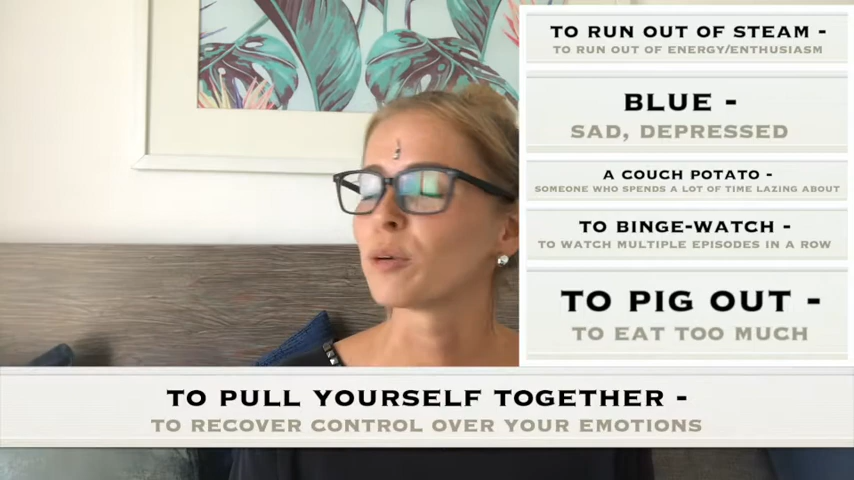 TO RUN OUT OF STEAM -
TO RUN OUT OF ENERGY/ENTHUSIASM
BLUE -
SAD, DEPRESSED
A COUCH POTATO -
SOMEONE WHO SPENDS A LOT OF TIME LAZING ABOUT
TO BINGE-WATCH -
TO WATCH MULTIPLE EPISODES IN A ROW
TO PIG OUT -
TO EAT TOO MUCH
TO PULL YOURSELF TOGETHER -
TO RECOVER CONTROL OVER YOUR EMOTIONS